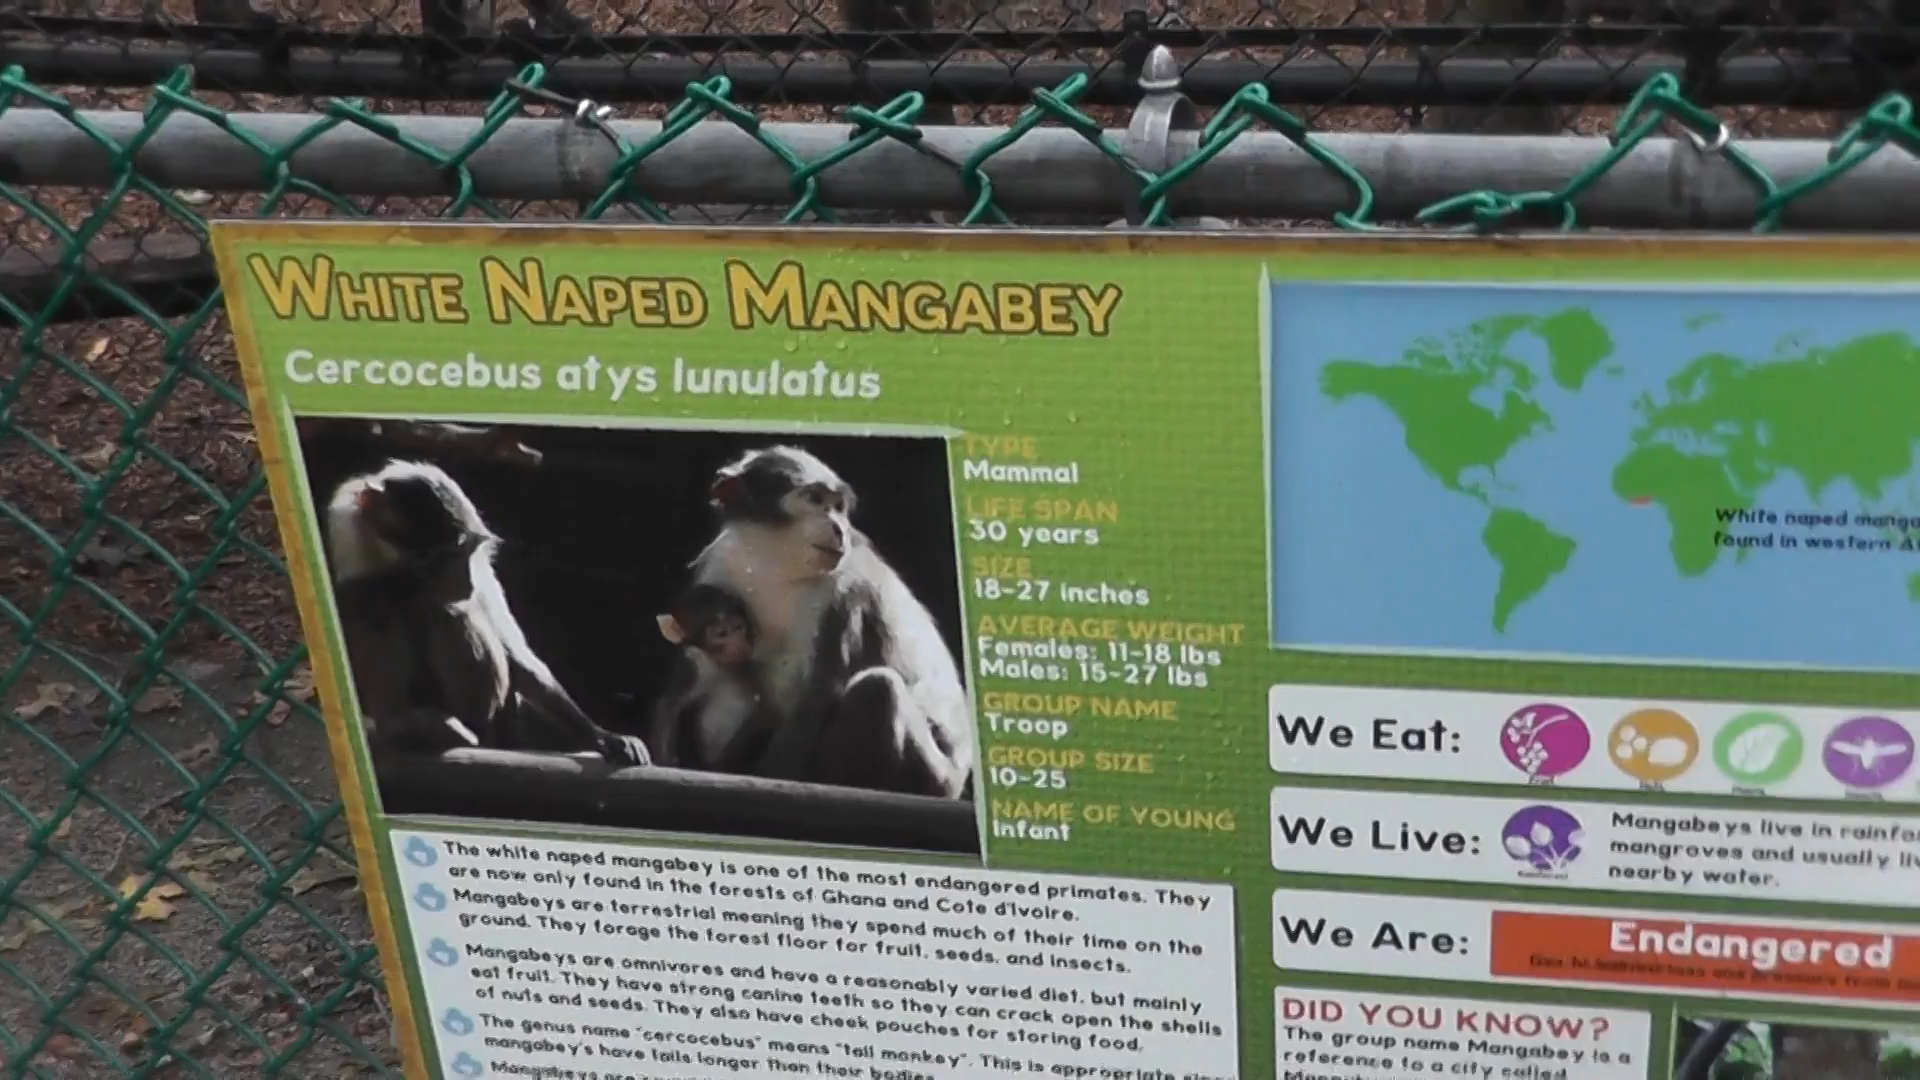 WHITE NAPED MANGABEY
Cercocebus atys lunulatus
TYPE
Mammal
LIFE SPAN
30 years
SIZE
18-27 inches
AVERAGE WEIGHT
Females: 11-18 lbs
Males: 15-27 lbs
GROUP NAME
Troop
GROUP SIZE
10-25
NAME OF YOUNG
Infant
The white naped mangabey is one of the most endangered primates. They
are now only found in the forests of Ghana and Cote d'Ivoire.
Mangabeys are terrestrial meaning they spend much of their time on the
ground. They forage the forest floor for fruit, seeds, and insects.
Mangabeys are omnivores and have a reasonably varied diet, but mainly
eat fruit. They have strong canine teeth so they can crack open the shells
of nuts and seeds. They also have cheek pouches for storing food.
The genus name "cercocebus" means "tail monkey". This is appropriate
mangabey's have tails longer than their bodies.
Mangabeys are
White naped
found in western
We Eat:
We Live:
Mangabeys live in
mangroves and usually
nearby water.
We Are:
Endangered
DID YOU KNOW?
The group name Mangabey is a
reference to a city called